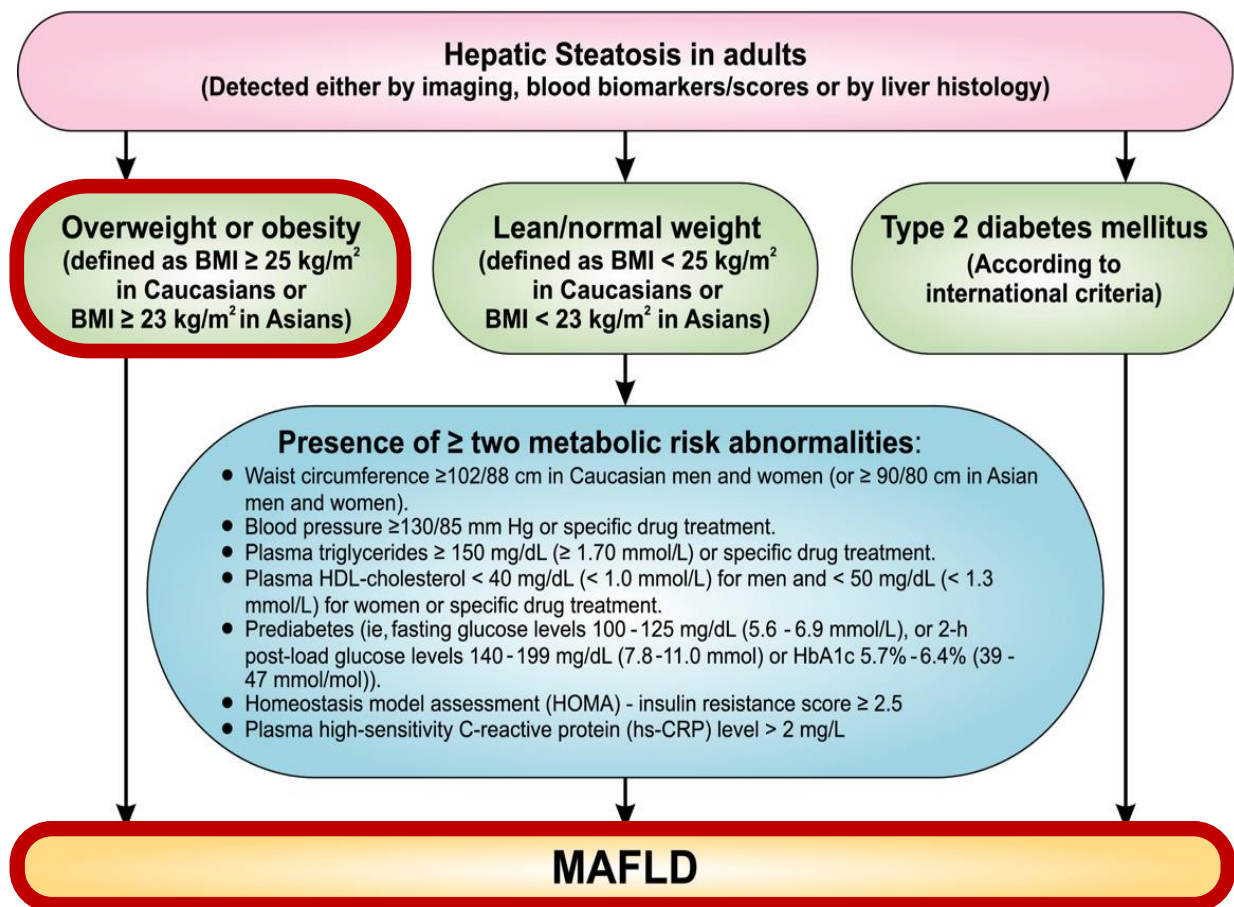 Hepatic Steatosis in adults
(Detected either by imaging, blood biomarkers/scores or by liver histology)
Overweight or obesity
(defined as BMI ≥ 25 kg/m²
in Caucasians or
BMI ≥ 23 kg/m² in Asians)
Lean/normal weight
(defined as BMI < 25 kg/m²
in Caucasians or
BMI < 23 kg/m² in Asians)
Type 2 diabetes mellitus
(According to
international criteria)
Presence of ≥ two metabolic risk abnormalities:
● Waist circumference ≥102/88 cm in Caucasian men and women (or ≥ 90/80 cm in Asian
men and women).
● Blood pressure ≥130/85 mm Hg or specific drug treatment.
● Plasma triglycerides ≥ 150 mg/dL (≥ 1.70 mmol/L) or specific drug treatment.
● Plasma HDL-cholesterol < 40 mg/dL (< 1.0 mmol/L) for men and < 50 mg/dL (< 1.3
mmol/L) for women or specific drug treatment.
● Prediabetes (ie, fasting glucose levels 100 - 125 mg/dL (5.6 - 6.9 mmol/L), or 2-h
post-load glucose levels 140 - 199 mg/dL (7.8-11.0 mmol) or HbA1c 5.7% - 6.4% (39 -
47 mmol/mol)).
● Homeostasis model assessment (HOMA) - insulin resistance score ≥ 2.5
● Plasma high-sensitivity C-reactive protein (hs-CRP) level > 2 mg/L
MAFLD